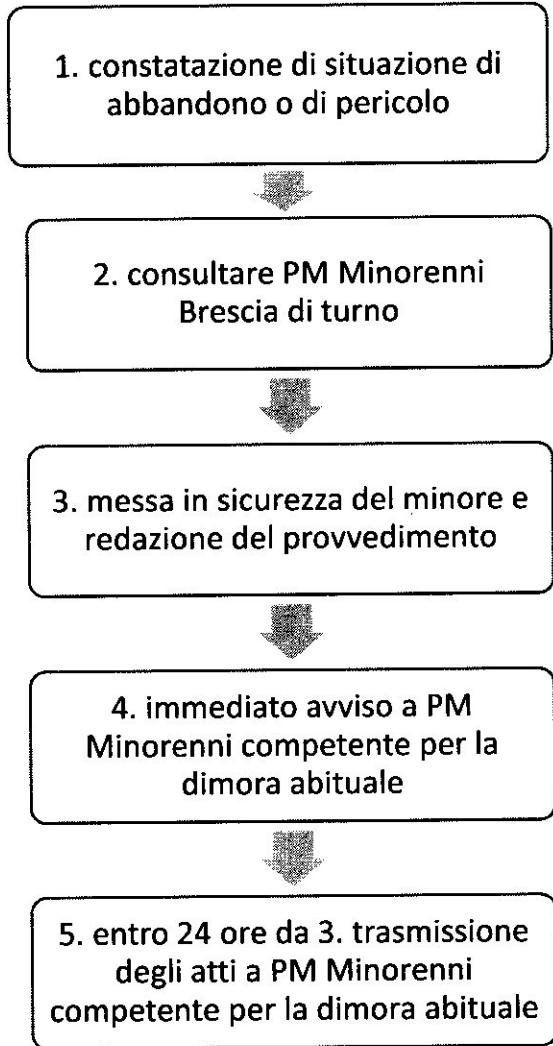 1. constatazione di situazione di
abbandono o di pericolo
2. consultare PM Minorenni
Brescia di turno
3. messa in sicurezza del minore e
redazione del provvedimento
4. immediato avviso a PM
Minorenni competente per la
dimora abituale
5. entro 24 ore da 3. trasmissione
degli atti a PM Minorenni
competente per la dimora abituale